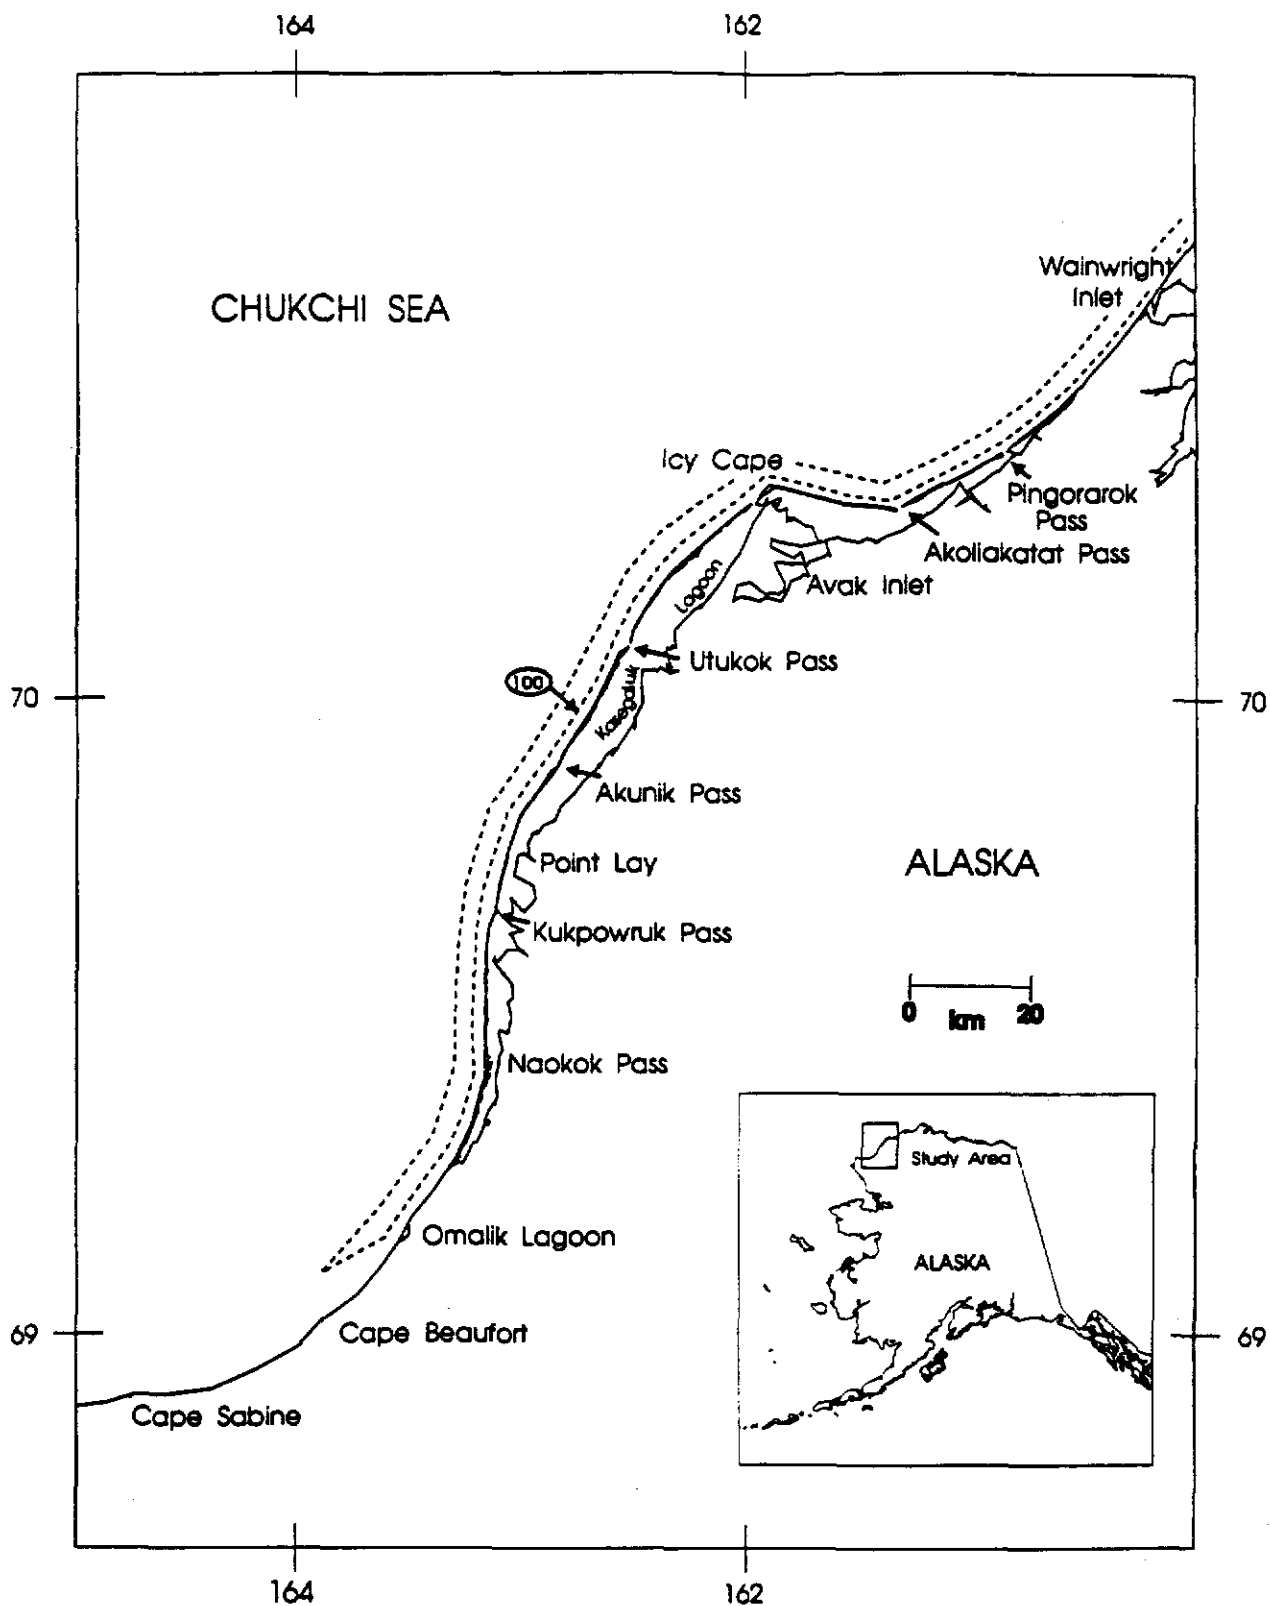 164 162
Wainwright
Inlet
CHUKCHI SEA
Icy Cape
Pingorarok
Pass
Akoliakatat Pass
Lagoon
Avak Inlet
Utukok Pass
100
Kasegaluk
70 70
Akunik Pass
Point Lay
ALASKA
Kukpowruk Pass
0 km 20
Naokok Pass
Study Area
Omalik Lagoon
ALASKA
Cape Beaufort
69 69
Cape Sabine
164 162